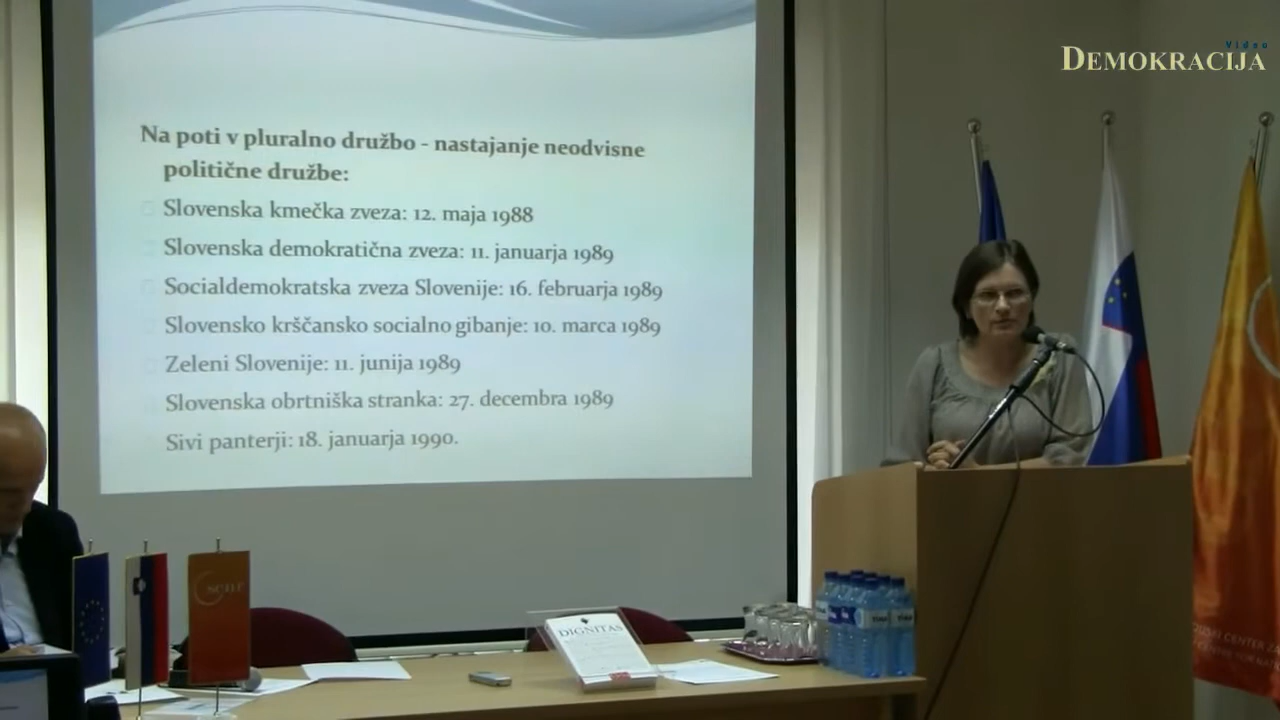 Video
DEMOKRACIJA
Na poti v pluralno družbo - nastajanje neodvisne
politične družbe:
Slovenska kmečka zveza: 12. maja 1988
Slovenska demokratična zveza: 11. januarja 1989
Socialdemokratska zveza Slovenije: 16. februarja 1989
Slovensko krščansko socialno gibanje: 10. marca 1989
Zeleni Slovenije: 11. junija 1989
Slovenska obrtniška stranka: 27. decembra 1989
Sivi panterji: 18. januarja 1990.
DIGNITAS